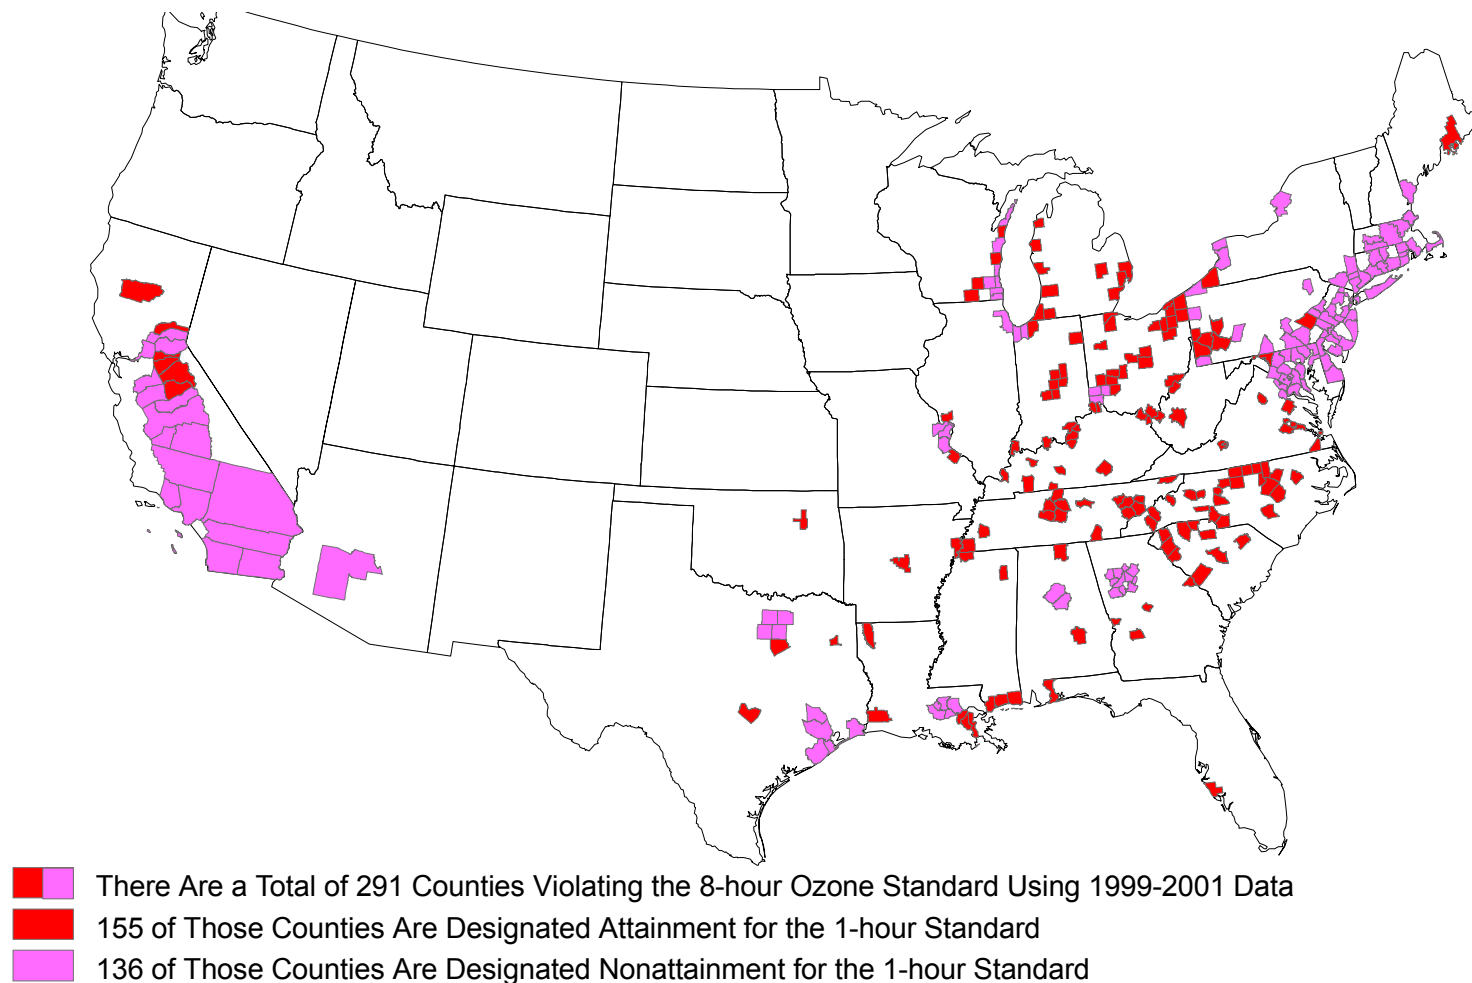 There Are a Total of 291 Counties Violating the 8-hour Ozone Standard Using 1999-2001 Data
155 of Those Counties Are Designated Attainment for the 1-hour Standard
136 of Those Counties Are Designated Nonattainment for the 1-hour Standard